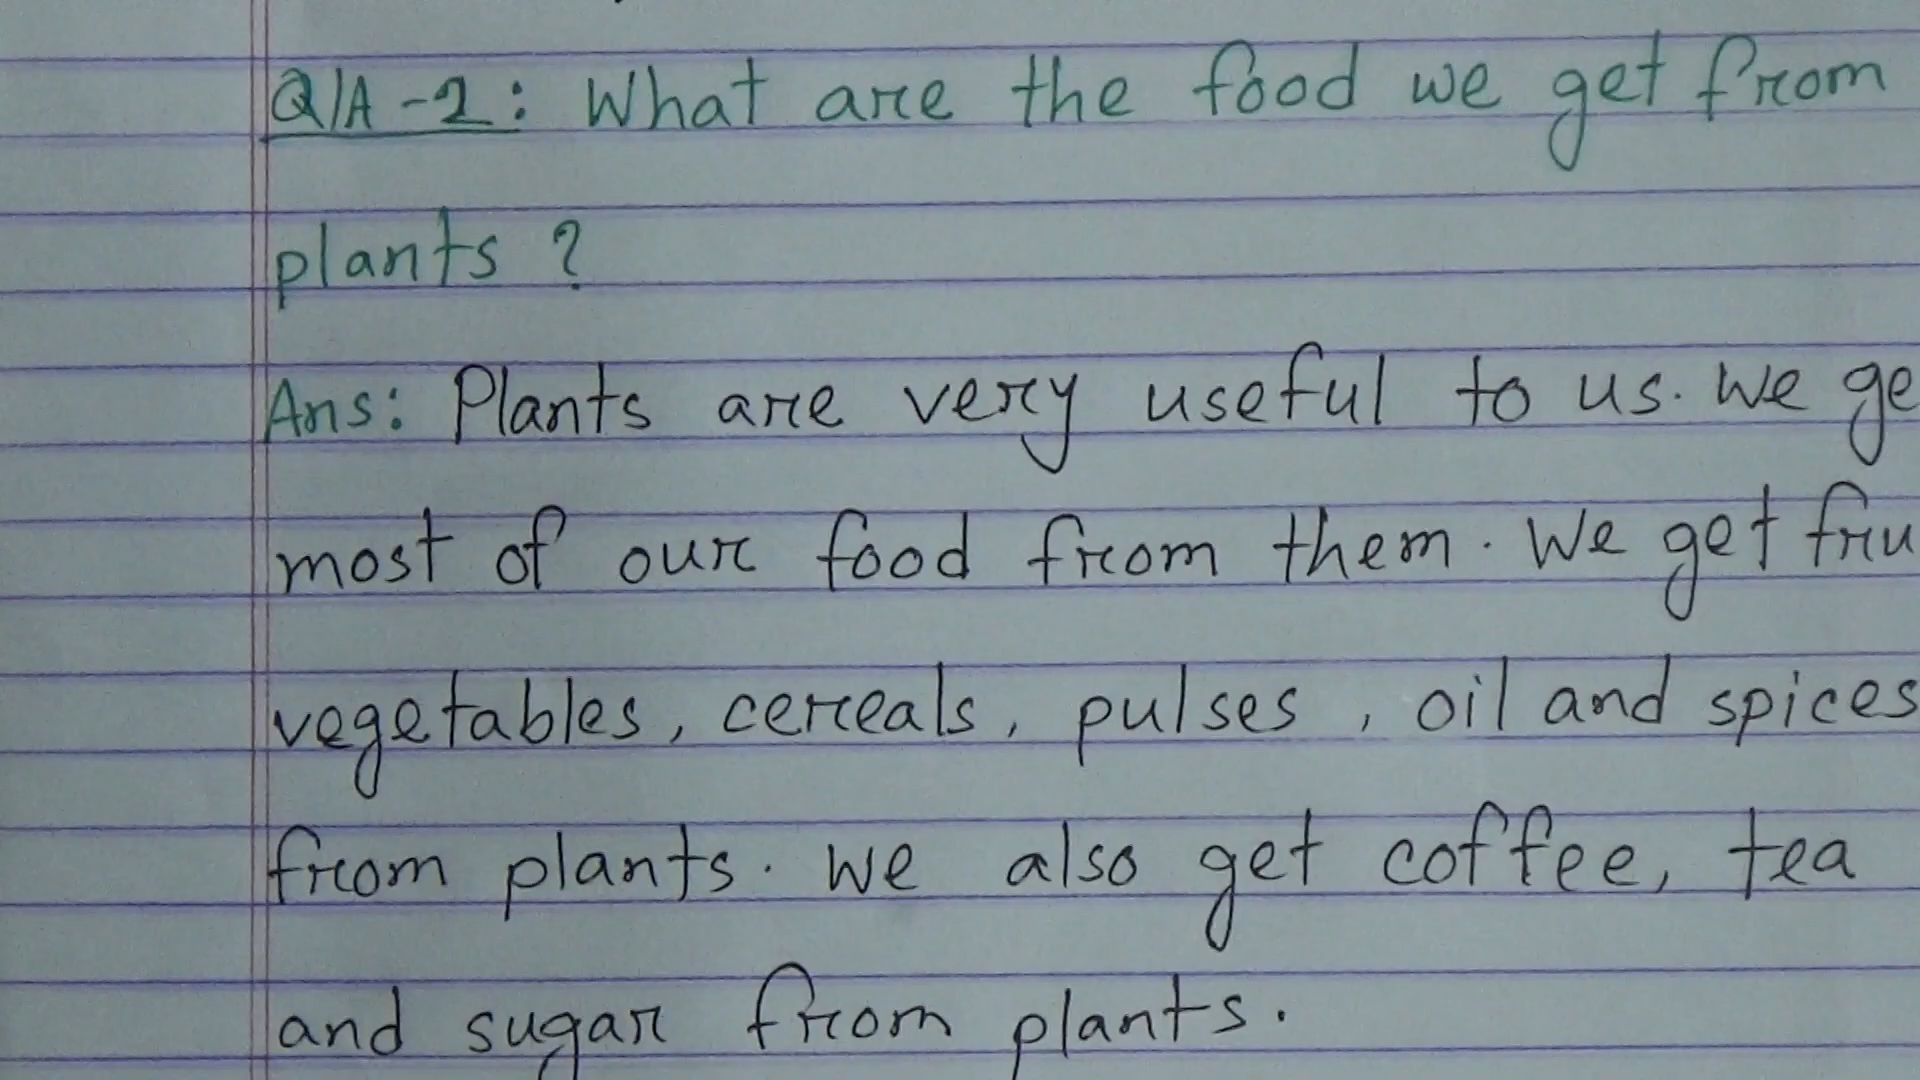 Q/A-2: What are the food we get from
plants ?
Ans: Plants are very useful to us. We ge
most of our food from them. We get fru
vegetables, cereals, pulses, oil and spices
from plants. We also get coffee, tea
and sugar from plants.